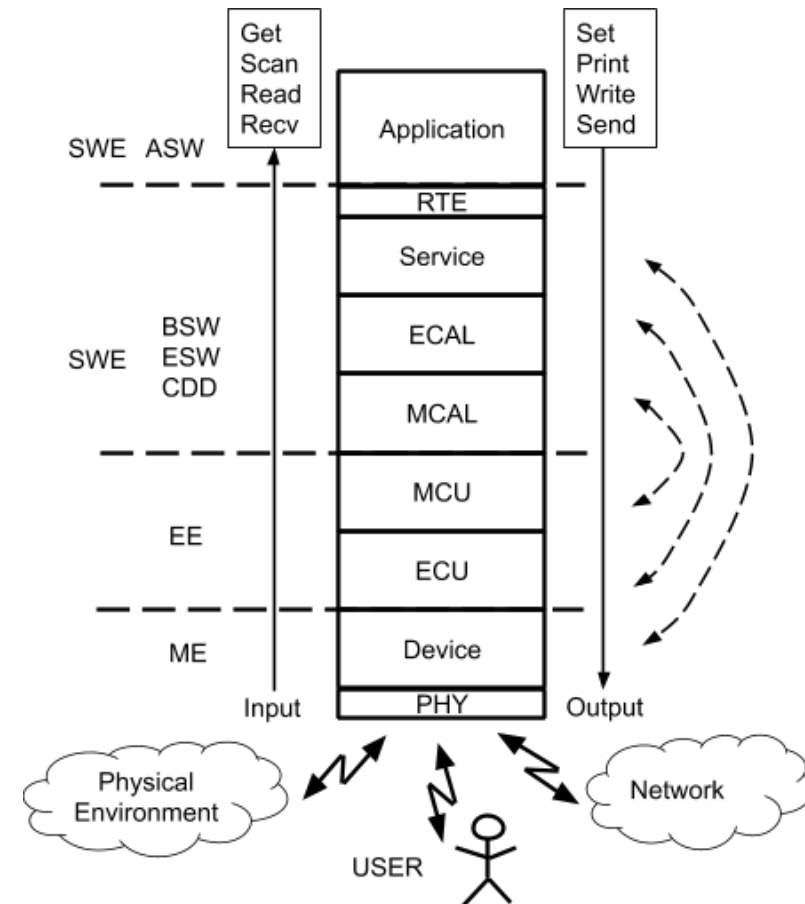 Get
Scan
Read
Recv
Set
Print
Write
Send
Application
SWE ASW
RTE
Service
BSW
SWE ESW
CDD
ECAL
MCAL
MCU
EE
ECU
ME
Device
Input
PHY
Output
Physical
Environment
Network
USER